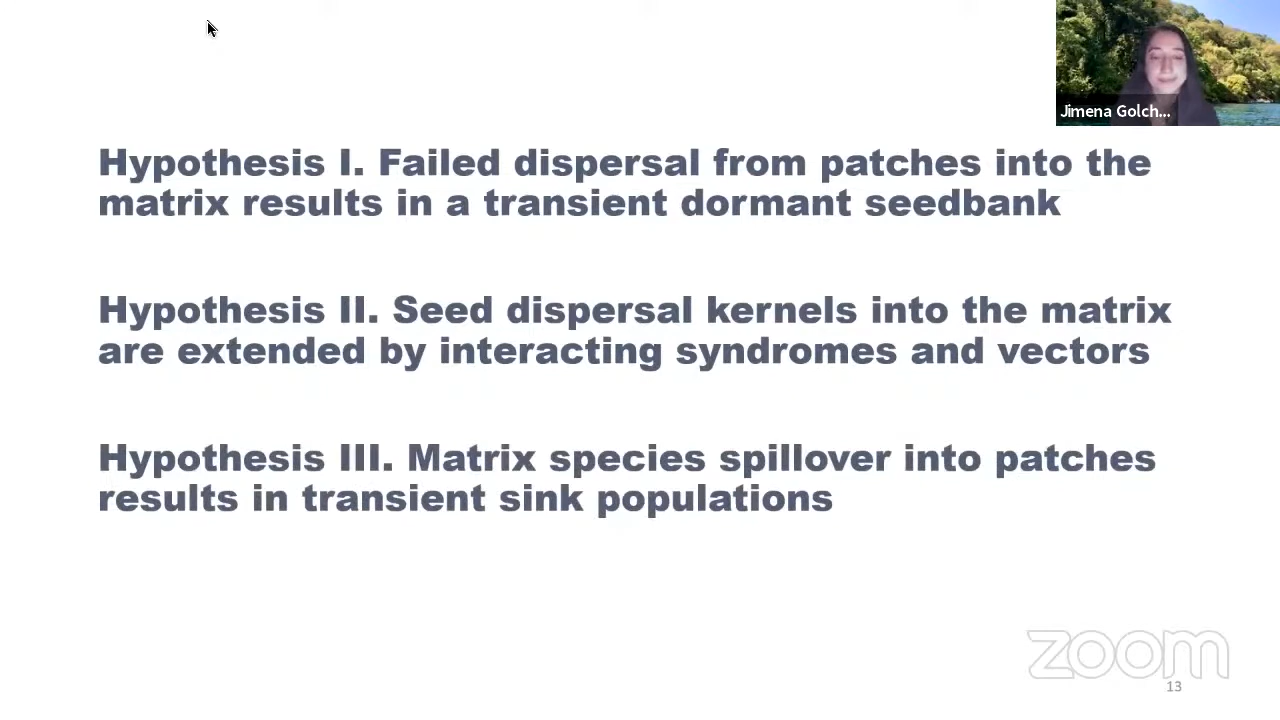 Jimena Golch...
Hypothesis I. Failed dispersal from patches into the
matrix results in a transient dormant seedbank
Hypothesis II. Seed dispersal kernels into the matrix
are extended by interacting syndromes and vectors
Hypothesis III. Matrix species spillover into patches
results in transient sink populations
zoom
13